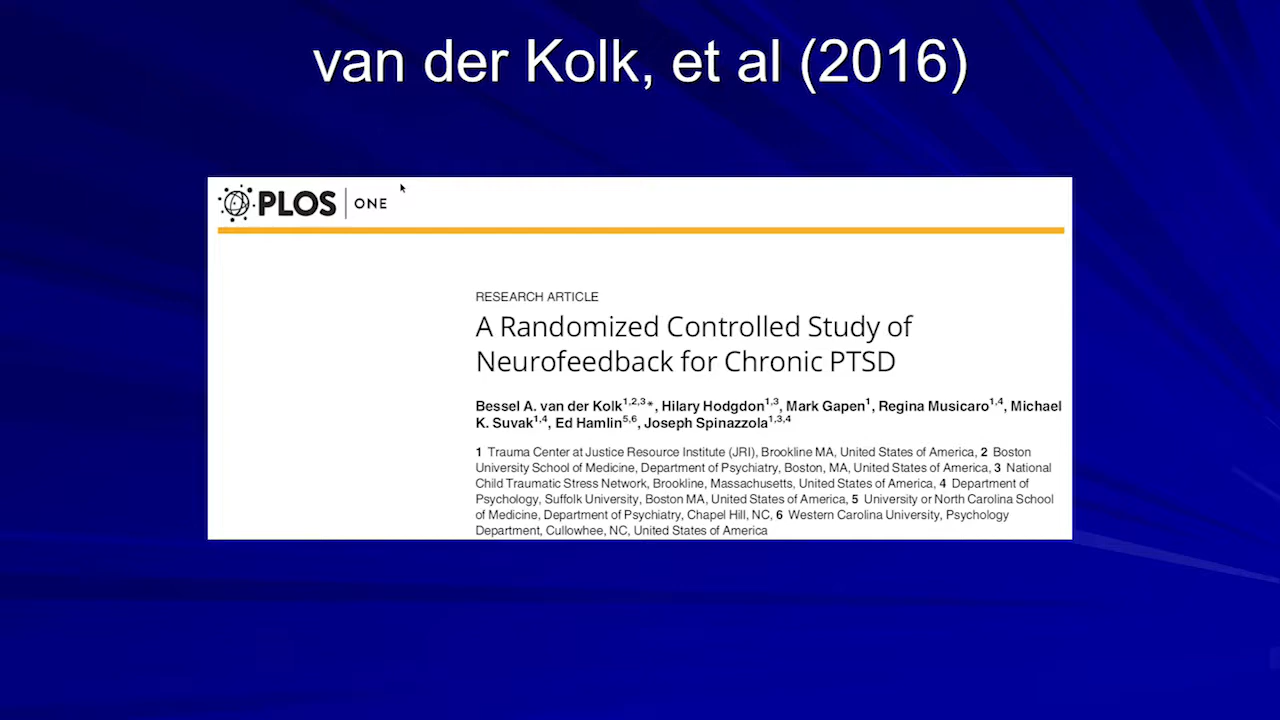 van der Kolk, et al (2016)
PLOS | ONE
RESEARCH ARTICLE
A Randomized Controlled Study of
Neurofeedback for Chronic PTSD
Bessel A. van der Kolk1,2,3*, Hilary Hodgdon1,3, Mark Gapen1, Regina Musicaro1,4, Michael
K. Suvak1,4, Ed Hamlin5,6, Joseph Spinazzola1,3,4
1 Trauma Center at Justice Resource Institute (JRI), Brookline MA, United States of America, 2 Boston
University School of Medicine, Department of Psychiatry, Boston, MA, United States of America, 3 National
Child Traumatic Stress Network, Brookline, Massachusetts, United States of America, 4 Department of
Psychology, Suffolk University, Boston MA, United States of America, 5 University or North Carolina School
of Medicine, Department of Psychiatry, Chapel Hill, NC, 6 Western Carolina University, Psychology
Department, Cullowhee, NC, United States of America